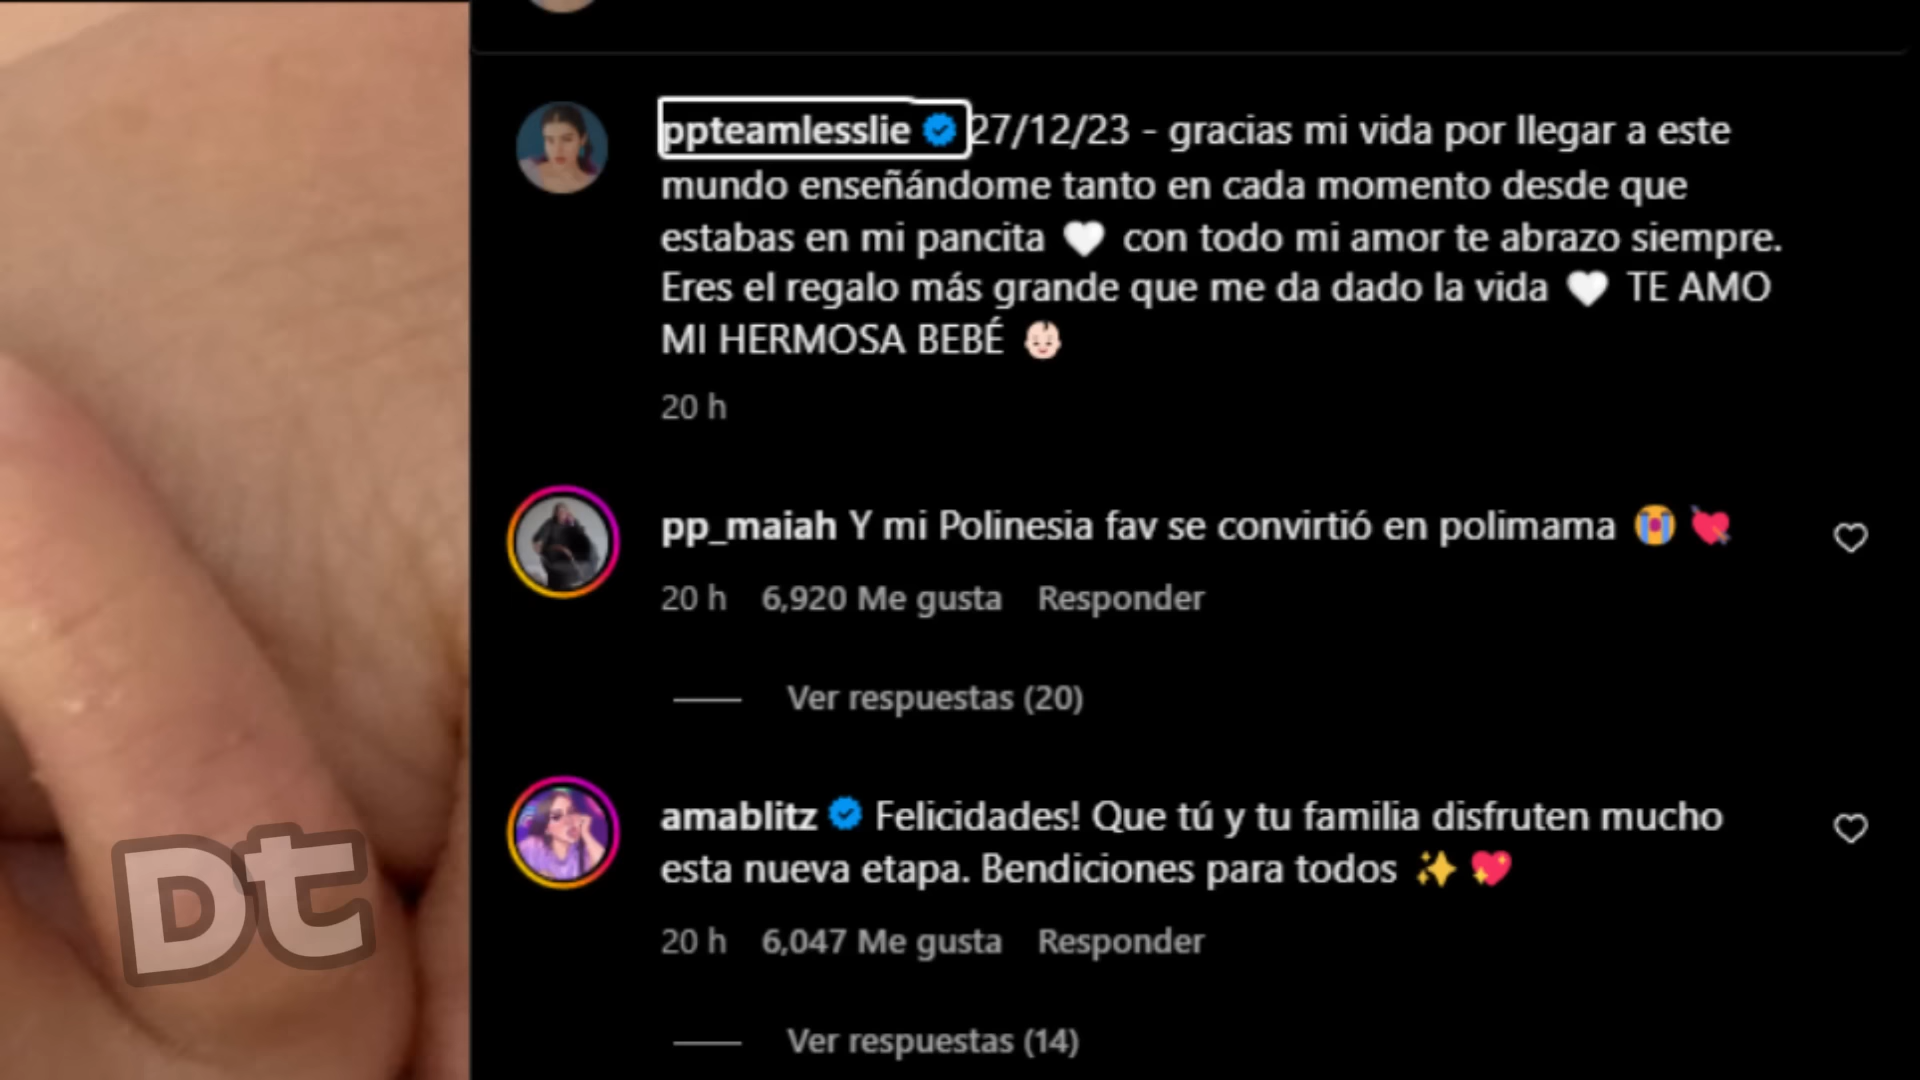 ppteamlesslie 27/12/23 - gracias mi vida por llegar a este
mundo enseñándome tanto en cada momento desde que
estabas en mi pancita 🤍 con todo mi amor te abrazo siempre.
Eres el regalo más grande que me da dado la vida 🤍 TE AMO
MI HERMOSA BEBÉ 👶🏻
20 h
pp_maiah Y mi Polinesia fav se convirtió en polimama 😭 💘
20 h 6,920 Me gusta Responder
Ver respuestas (20)
amablitz Felicidades! Que tú y tu familia disfruten mucho
esta nueva etapa. Bendiciones para todos ✨ 💖
20 h 6,047 Me gusta Responder
Ver respuestas (14)
Dt